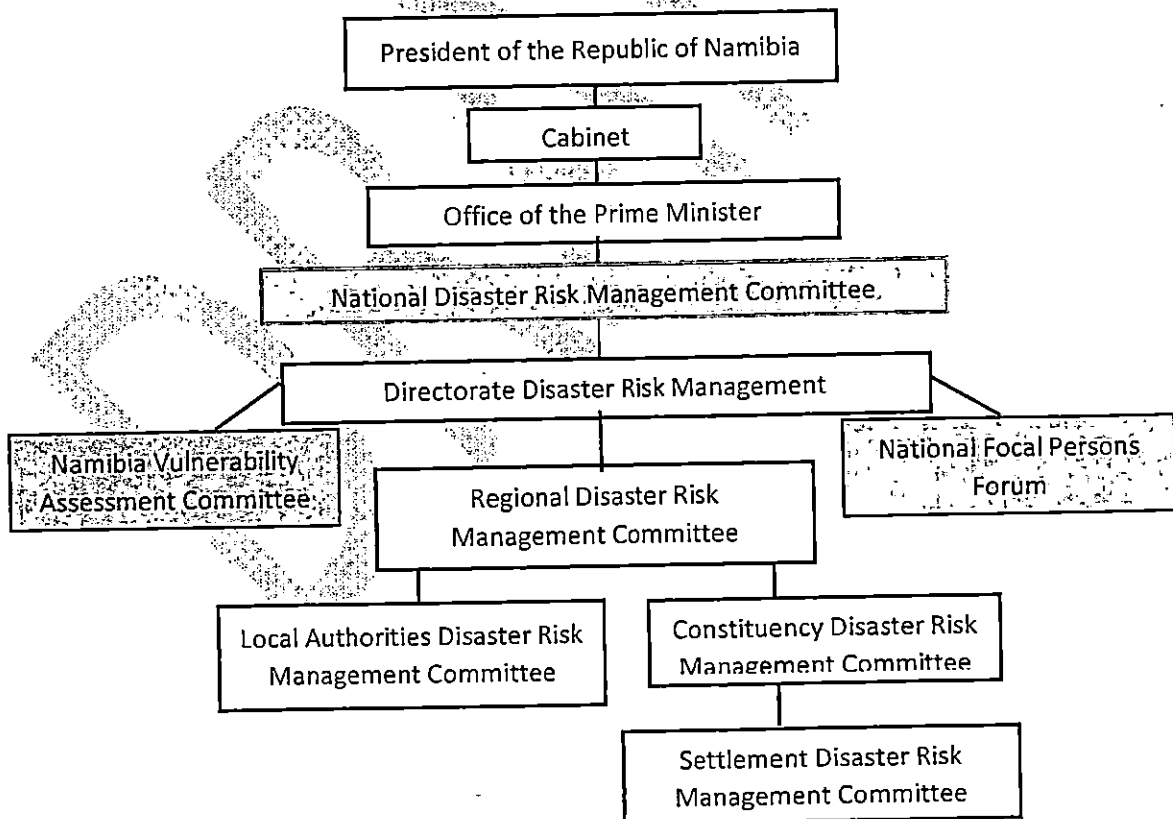 President of the Republic of Namibia
Cabinet
Office of the Prime Minister
National Disaster Risk Management Committee
Directorate Disaster Risk Management
Namibia Vulnerability
Assessment Committee
National Focal Persons
Forum
Regional Disaster Risk
Management Committee
Local Authorities Disaster Risk
Management Committee
Constituency Disaster Risk
Management Committee
Settlement Disaster Risk
Management Committee